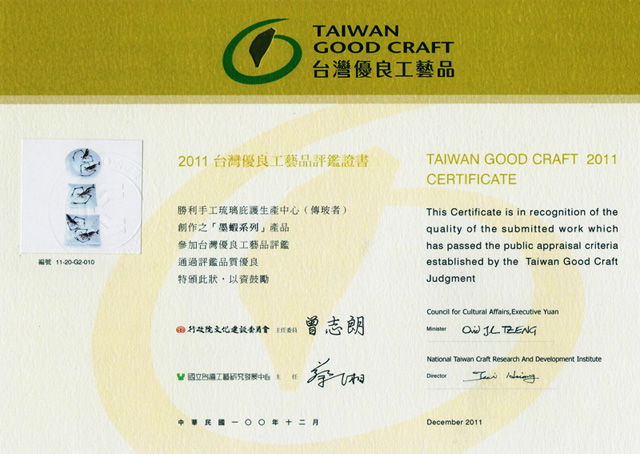 TAIWAN
GOOD CRAFT
台灣優良工藝品
2011 台灣優良工藝品評鑑證書
勝利手工琉璃庇護生產中心（傳玻者）
創作之「墨蝦系列」產品
參加台灣優良工藝品評鑑
通過評鑑品質優良
特頒此狀，以資鼓勵
編號 11-20-G2-010
行政院文化建設委員會 主任委員 曾志朗
國立台灣工藝研究發展中心 主 任
中華民國一〇〇年十二月
TAIWAN GOOD CRAFT 2011
CERTIFICATE
This Certificate is in recognition of the
quality of the submitted work which
has passed the public appraisal criteria
established by the Taiwan Good Craft
Judgment
Council for Cultural Affairs,Executive Yuan
Minister Ovid J.L. TZENG
National Taiwan Craft Research And Development Institute
Director
December 2011